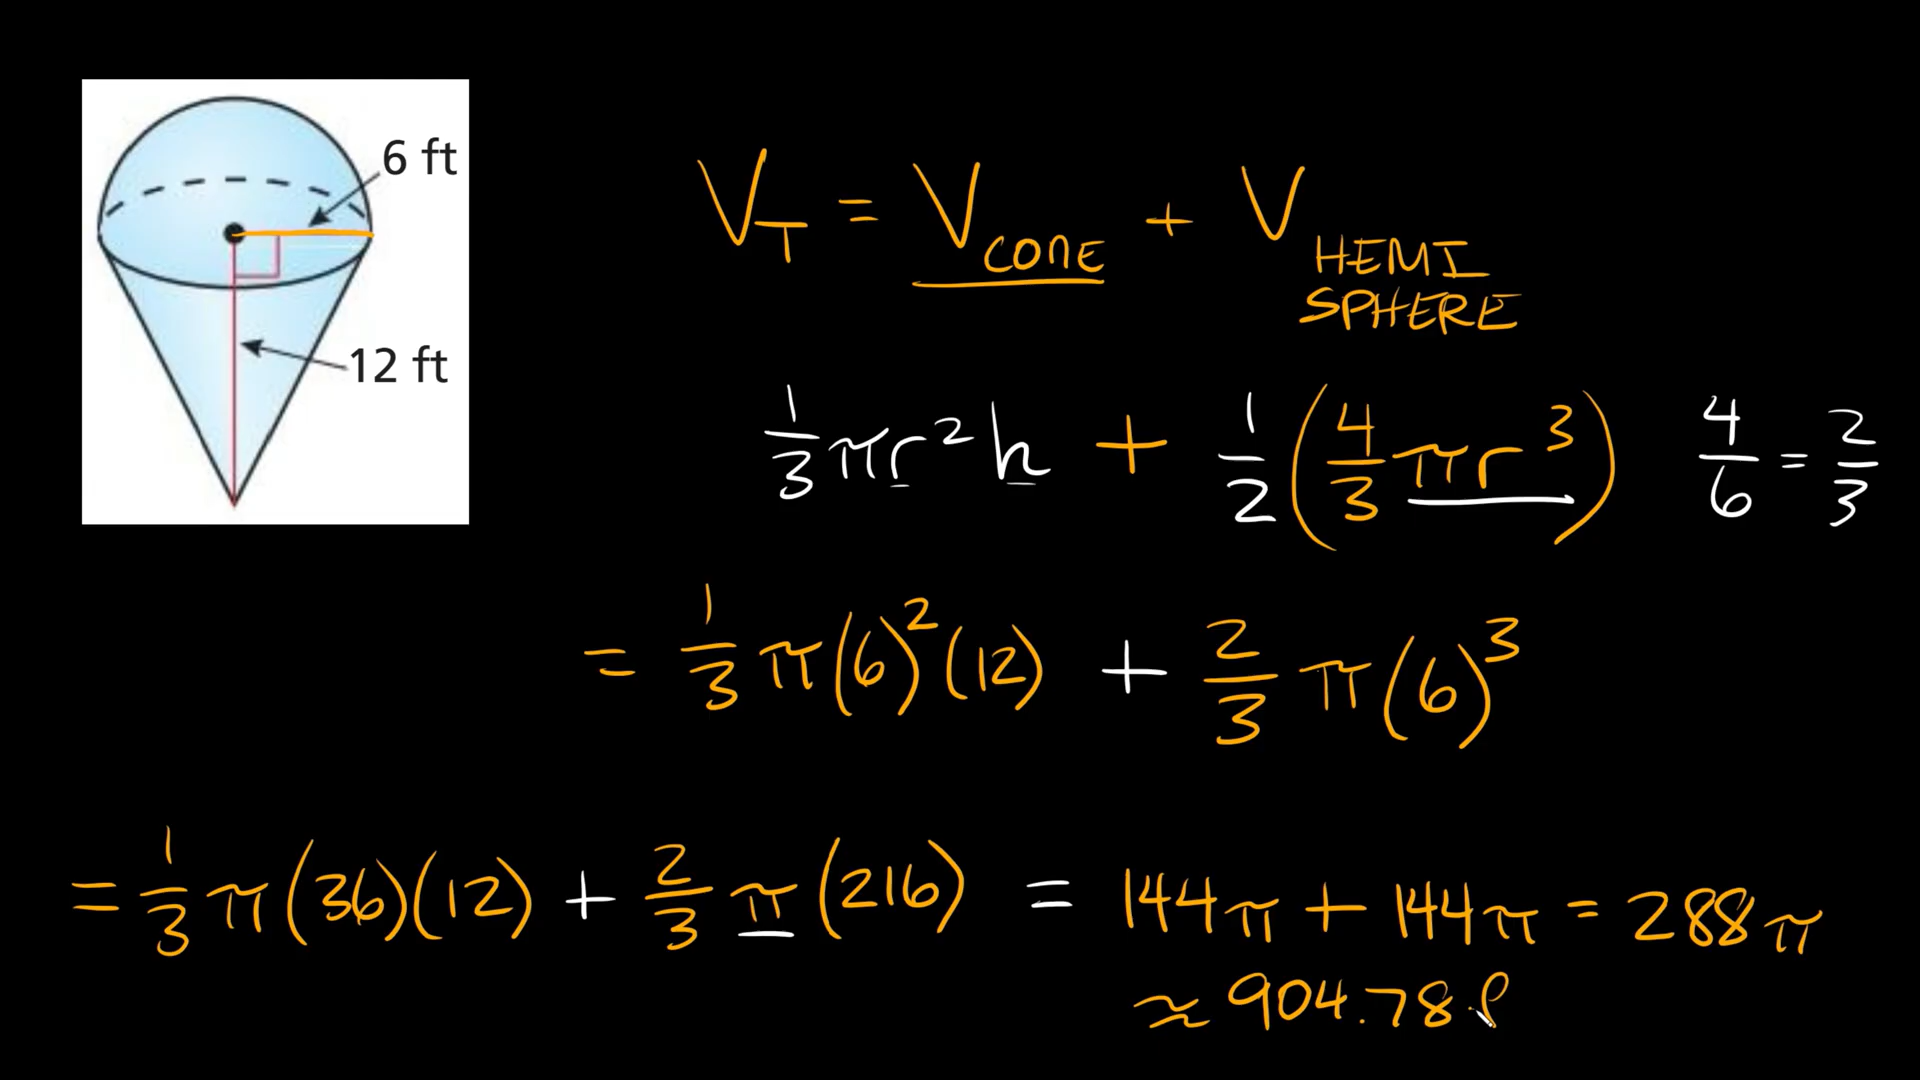 6 ft
12 ft
V_T = V_CONE + V_HEMI SPHERE
1/3 πr²h + 1/2 (4/3 πr³) 4/6 = 2/3
= 1/3 π(6)²(12) + 2/3 π(6)³
= 1/3 π(36)(12) + 2/3 π(216) = 144π + 144π = 288π
≈ 904.78